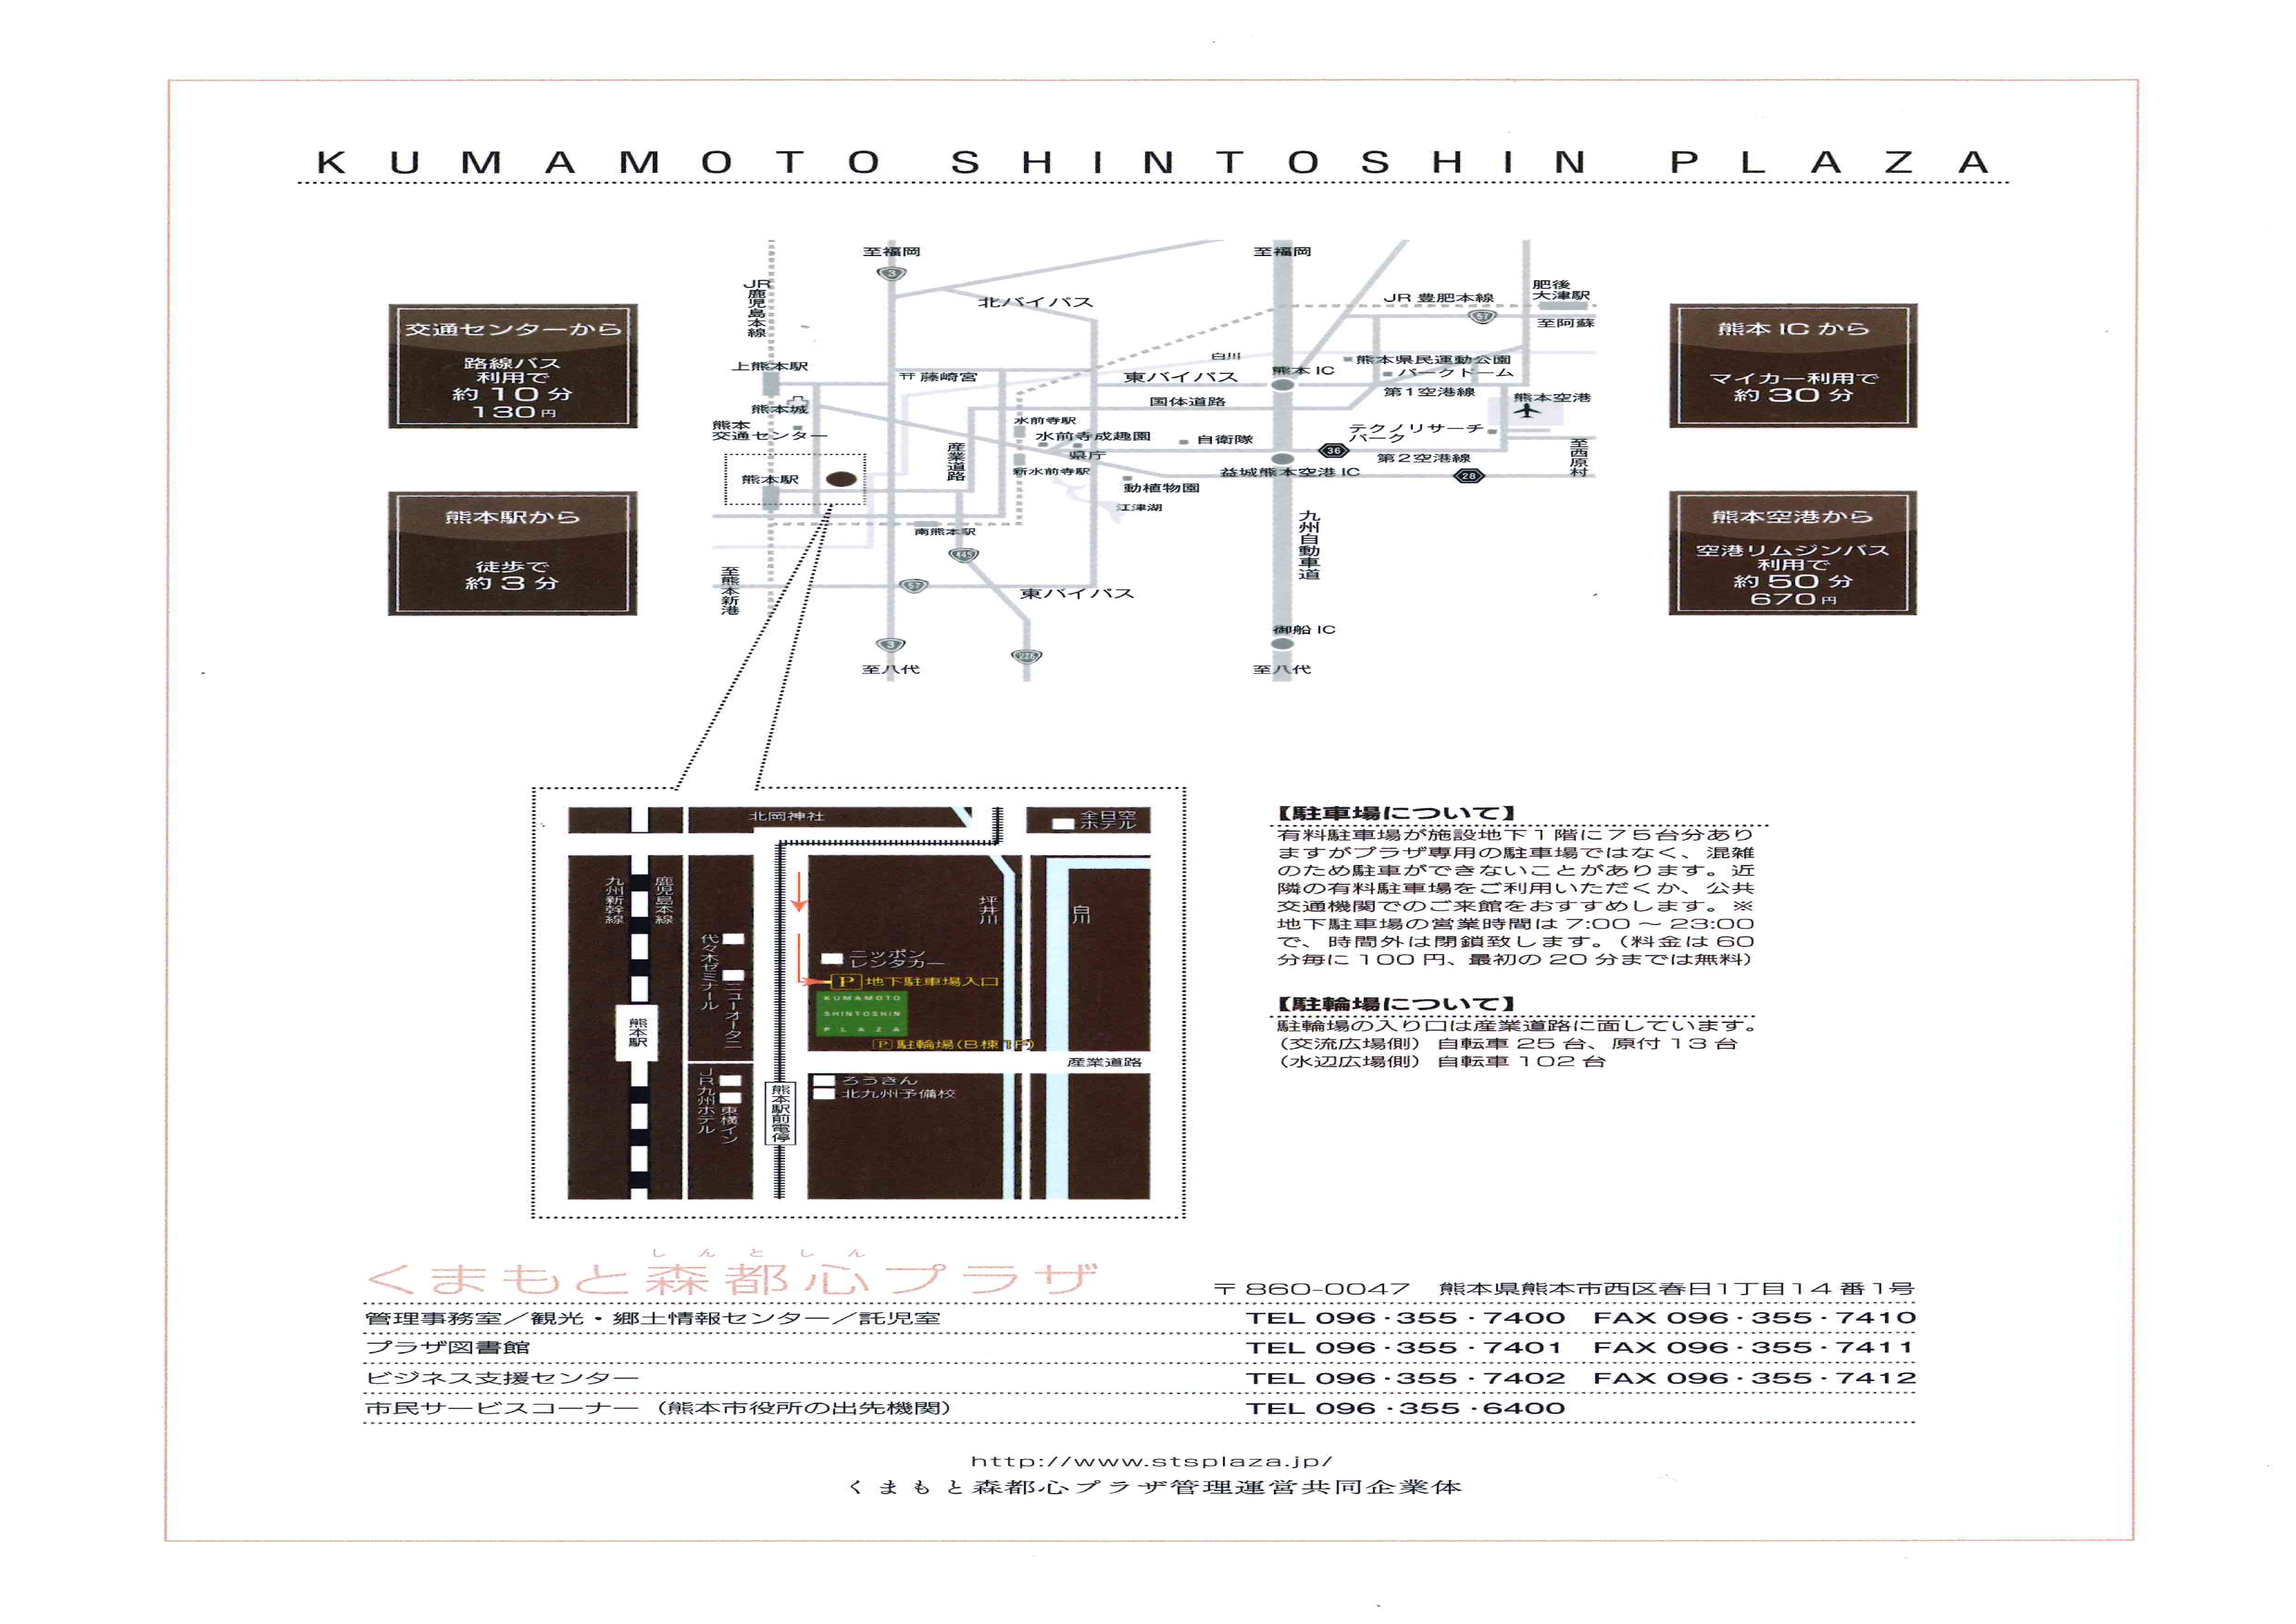 KUMAMOTO SHINTOSHIN PLAZA
交通センターから
路線バス
利用で
約10分
130円
熊本駅から
徒歩で
約3分
熊本ICから
マイカー利用で
約30分
熊本空港から
空港リムジンバス
利用で
約50分
670円
至福岡
至福岡
3
JR鹿児島本線
北バイパス
JR 豊肥本線
肥後
大津駅
57
至阿蘇
上熊本駅
〒藤崎宮
白川
東バイパス
熊本IC
熊本県民運動公園
パークドーム
第1空港線
熊本空港
国体道路
熊本城
熊本
交通センター
水前寺駅
水前寺成趣園
県庁
自衛隊
テクノリサーチ
パーク
36
第2空港線
至西原村
産業道路
新水前寺駅
益城熊本空港IC
28
熊本駅
動植物園
江津湖
南熊本駅
九州自動車道
445
57
至熊本新港
東バイパス
3
御船IC
至八代
至八代
北岡神社
全日空
ホテル
九州新幹線
鹿児島本線
坪井川
白川
代々木ゼミナール
ニューオータニ
ニッポン
レンタカー
P 地下駐車場入口
KUMAMOTO
SHINTOSHIN
PLAZA
P 駐輪場(B棟1F)
熊本駅
産業道路
JR九州ホテル
東横イン
熊本駅前電停
ろうきん
北九州予備校
【駐車場について】
有料駐車場が施設地下1階に75台分あり
ますがプラザ専用の駐車場ではなく、混雑
のため駐車ができないことがあります。近
隣の有料駐車場をご利用いただくか、公共
交通機関でのご来館をおすすめします。※
地下駐車場の営業時間は7:00～23:00
で、時間外は閉鎖致します。（料金は60
分毎に100円、最初の20分までは無料）
【駐輪場について】
駐輪場の入り口は産業道路に面しています。
（交流広場側） 自転車25台、原付13台
（水辺広場側） 自転車102台
しんとしん
くまもと森都心プラザ
〒860-0047 熊本県熊本市西区春日1丁目14番1号
管理事務室／観光・郷土情報センター／託児室 TEL 096・355・7400 FAX 096・355・7410
プラザ図書館 TEL 096・355・7401 FAX 096・355・7411
ビジネス支援センター TEL 096・355・7402 FAX 096・355・7412
市民サービスコーナー（熊本市役所の出先機関） TEL 096・355・6400
http://www.stsplaza.jp/
くまもと森都心プラザ管理運営共同企業体